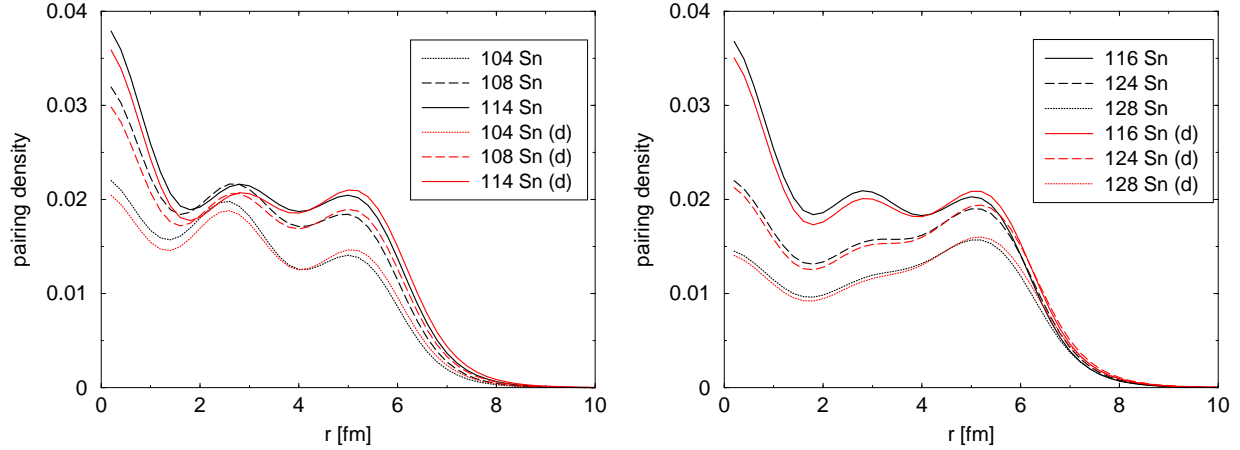 0.04
0.03
0.02
0.01
0
pairing density
0 2 4 6 8 10
r [fm]
104 Sn
108 Sn
114 Sn
104 Sn (d)
108 Sn (d)
114 Sn (d)
0.04
0.03
0.02
0.01
0
pairing density
0 2 4 6 8 10
r [fm]
116 Sn
124 Sn
128 Sn
116 Sn (d)
124 Sn (d)
128 Sn (d)